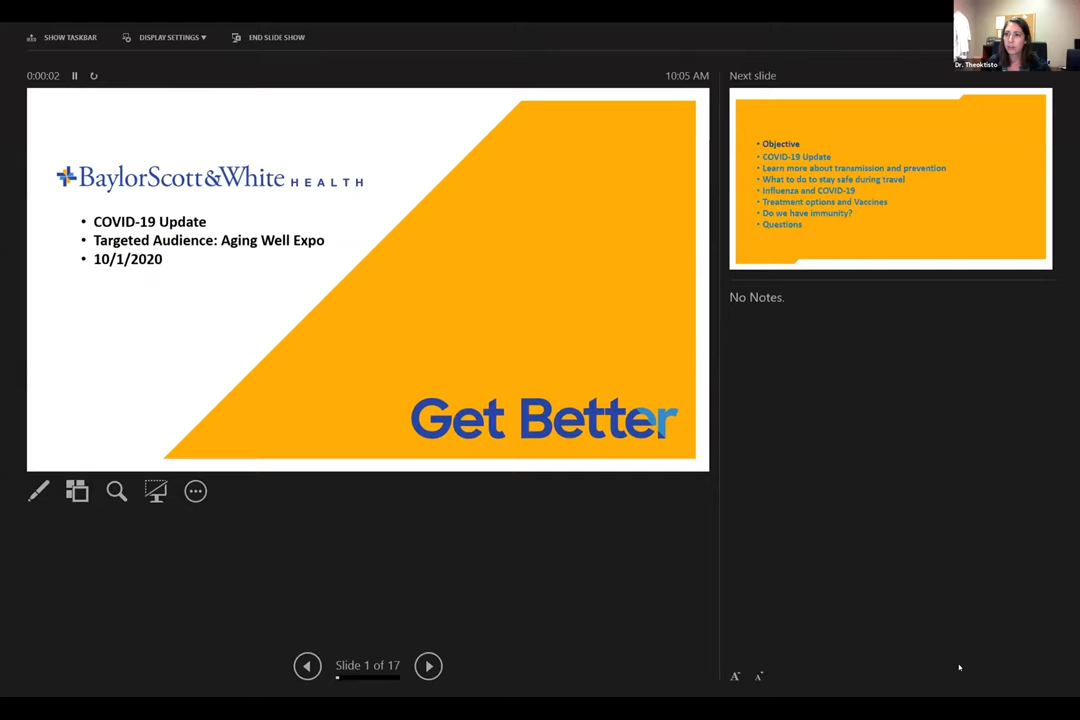 SHOW TASKBAR
DISPLAY SETTINGS ▼
END SLIDE SHOW
Dr. Theoktisto
0:00:02
10:05 AM
BaylorScott&White HEALTH
• COVID-19 Update
• Targeted Audience: Aging Well Expo
• 10/1/2020
Get Better
Next slide
• Objective
• COVID-19 Update
• Learn more about transmission and prevention
• What to do to stay safe during travel
• Influenza and COVID-19
• Treatment options and Vaccines
• Do we have immunity?
• Questions
No Notes.
Slide 1 of 17
A A